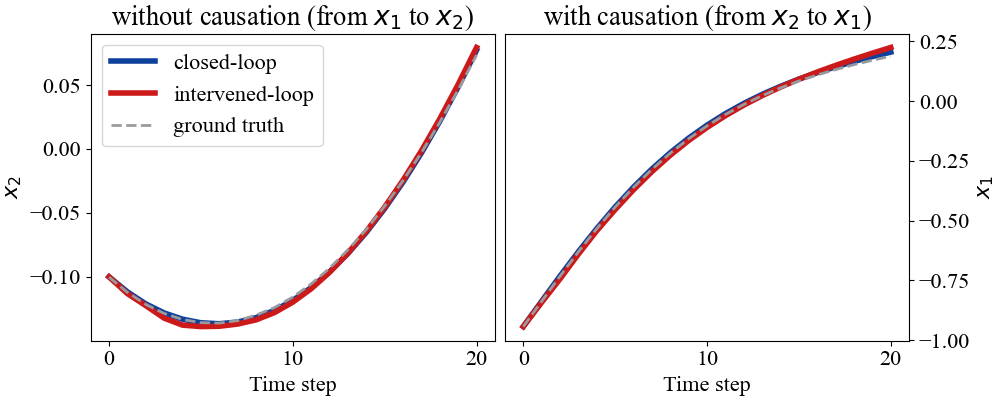 without causation (from x₁ to x₂)
with causation (from x₂ to x₁)
closed-loop
intervened-loop
ground truth
x₂
0.05
0.00
−0.05
−0.10
0
10
20
Time step
0
10
20
Time step
0.25
0.00
−0.25
−0.50
−0.75
−1.00
x₁